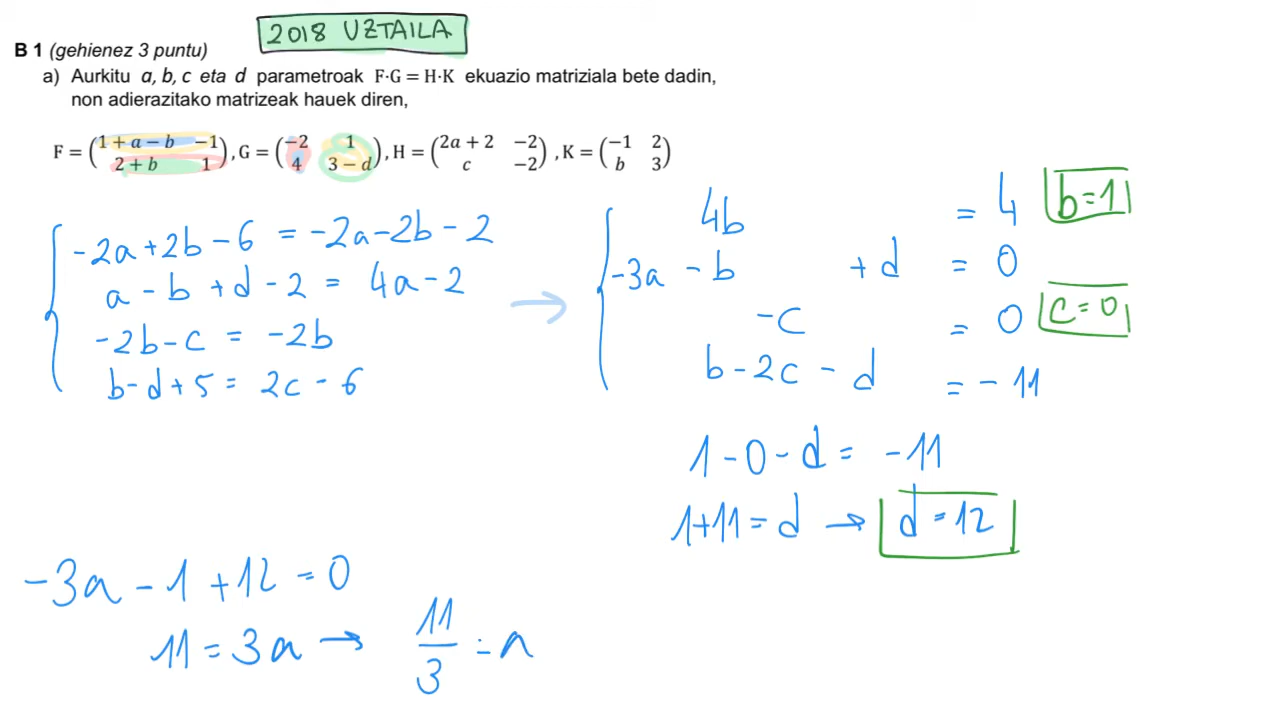 2018 UZTAILA
B 1 (gehienez 3 puntu)
a) Aurkitu a, b, c eta d parametroak F·G = H·K ekuazio matriziala bete dadin,
non adierazitako matrizeak hauek diren,
F = (1 + a − b −1 / 2 + b 1), G = (−2 1 / 4 3 − d), H = (2a + 2 −2 / c −2), K = (−1 2 / b 3)
-2a+2b-6 = -2a-2b-2
a - b + d - 2 = 4a-2
-2b-c = -2b
b-d+5 = 2c-6
→
4b = 4 b=1
-3a - b + d = 0
-c = 0 c=0
b-2c-d = -11
1-0-d = -11
1+11=d → d=12
-3a-1+12=0
11=3a → 11/3 = a